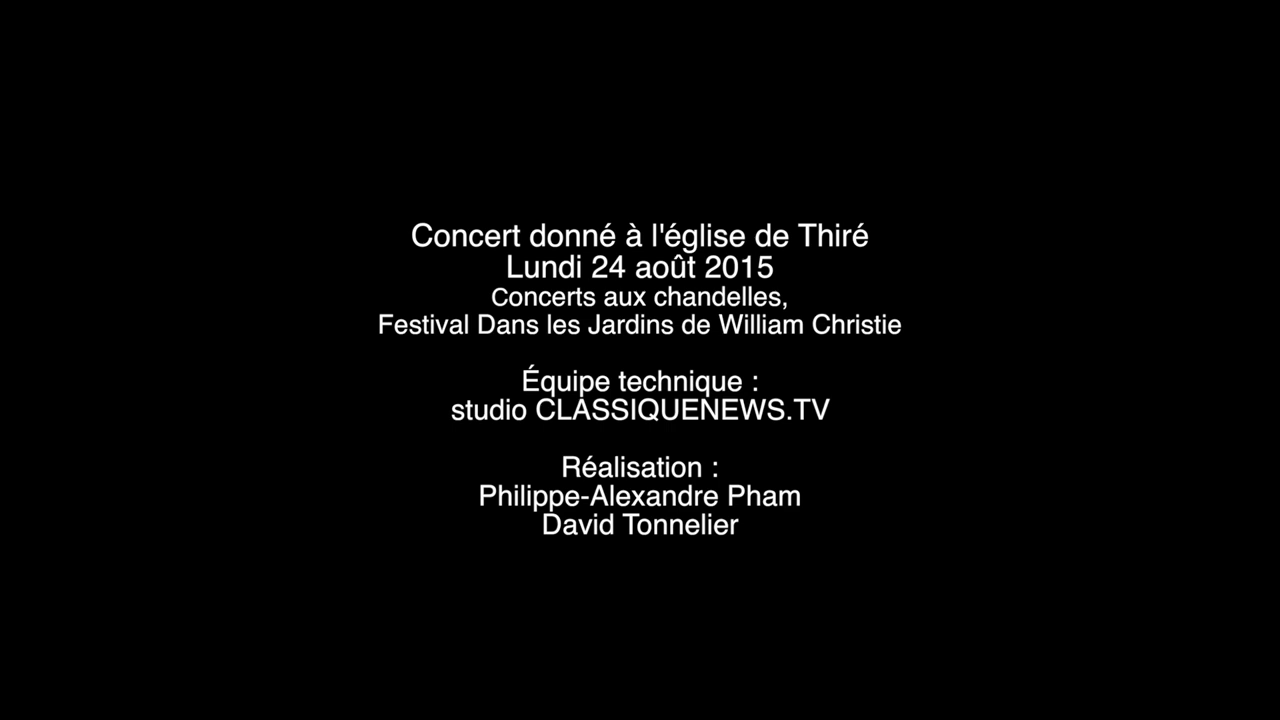 Concert donné à l'église de Thiré
Lundi 24 août 2015
Concerts aux chandelles,
Festival Dans les Jardins de William Christie
Équipe technique :
studio CLASSIQUENEWS.TV
Réalisation :
Philippe-Alexandre Pham
David Tonnelier